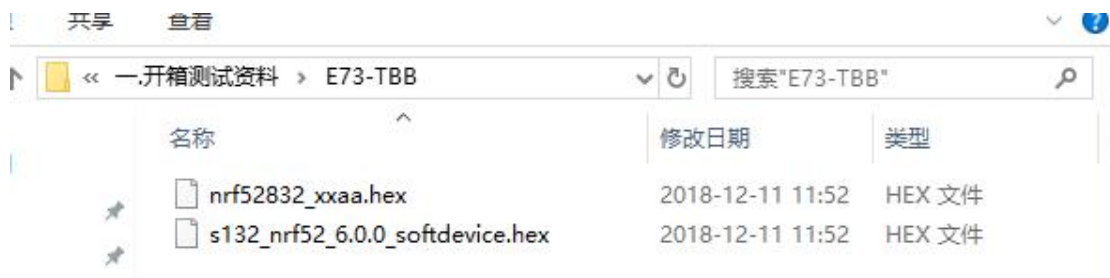 共享 查看
« 一.开箱测试资料 › E73-TBB 搜索"E73-TBB"
名称 修改日期 类型
nrf52832_xxaa.hex 2018-12-11 11:52 HEX 文件
s132_nrf52_6.0.0_softdevice.hex 2018-12-11 11:52 HEX 文件